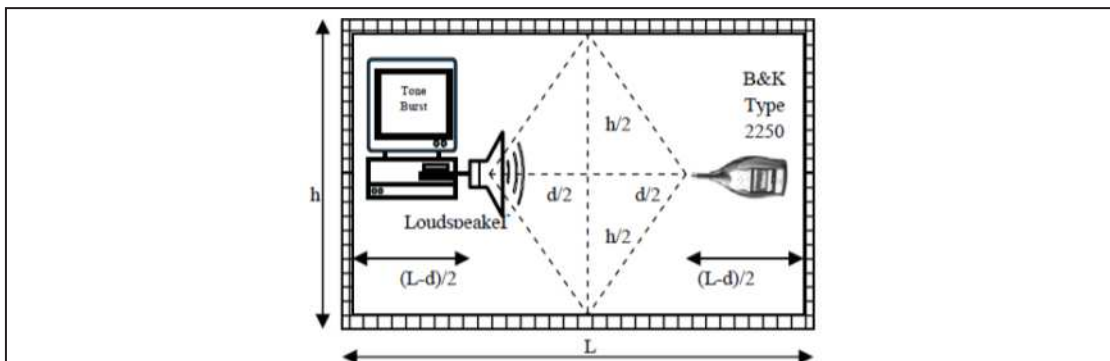 Tone
Burst
B&K
Type
2250
h/2
h
d/2
d/2
Loudspeaker
h/2
(L-d)/2
(L-d)/2
L